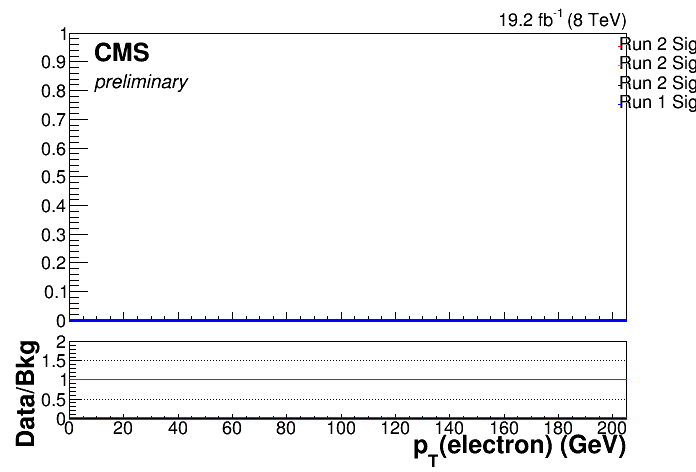 19.2 fb-1 (8 TeV)
CMS
preliminary
Run 2 Sig
Run 2 Sig
Run 2 Sig
Run 1 Sig
1
0.9
0.8
0.7
0.6
0.5
0.4
0.3
0.2
0.1
0
Data/Bkg
2
1.5
1
0.5
0
0 20 40 60 80 100 120 140 160 180 200
pT(electron) (GeV)